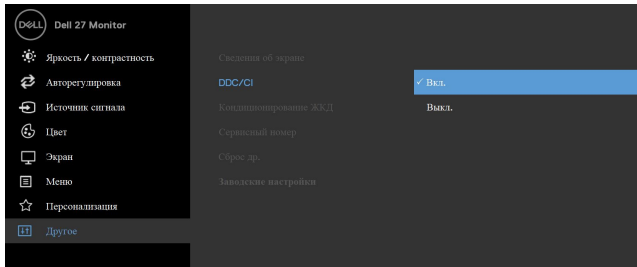 DELL Dell 27 Monitor
Яркость / контрастность
Авторегулировка
Источник сигнала
Цвет
Экран
Меню
Персонализация
Другое
Сведения об экране
DDC/CI
Кондиционирование ЖКД
Сервисный номер
Сброс др.
Заводские настройки
✓ Вкл.
Выкл.